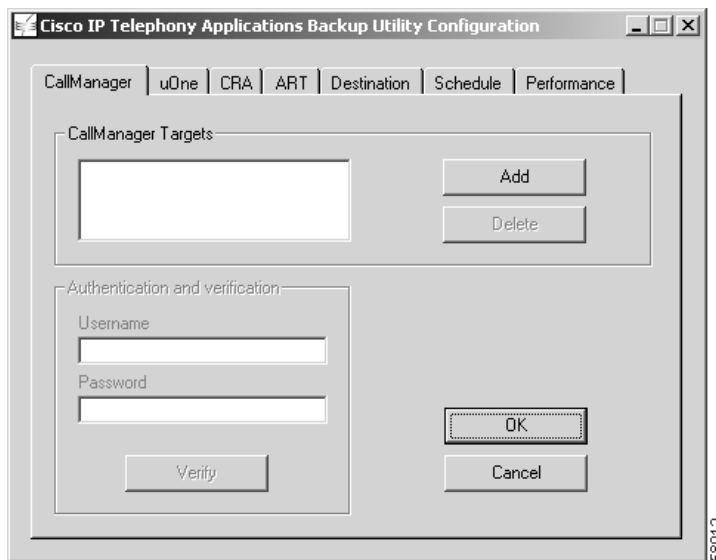 Cisco IP Telephony Applications Backup Utility Configuration
CallManager
uOne
CRA
ART
Destination
Schedule
Performance
CallManager Targets
Add
Delete
Authentication and verification
Username
Password
Verify
OK
Cancel